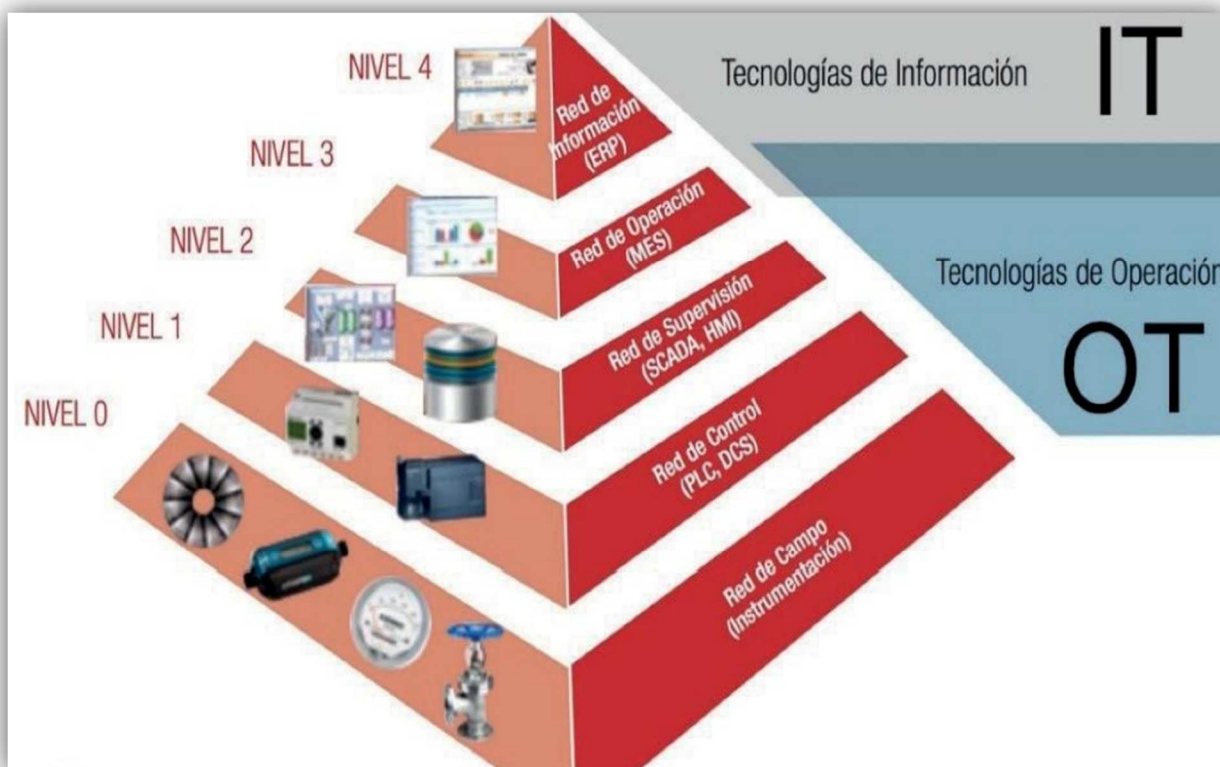 NIVEL 4
NIVEL 3
NIVEL 2
NIVEL 1
NIVEL 0
Red de
Información
(ERP)
Red de Operación
(MES)
Red de Supervisión
(SCADA, HMI)
Red de Control
(PLC, DCS)
Red de Campo
(Instrumentación)
Tecnologías de Información
IT
Tecnologías de Operación
OT